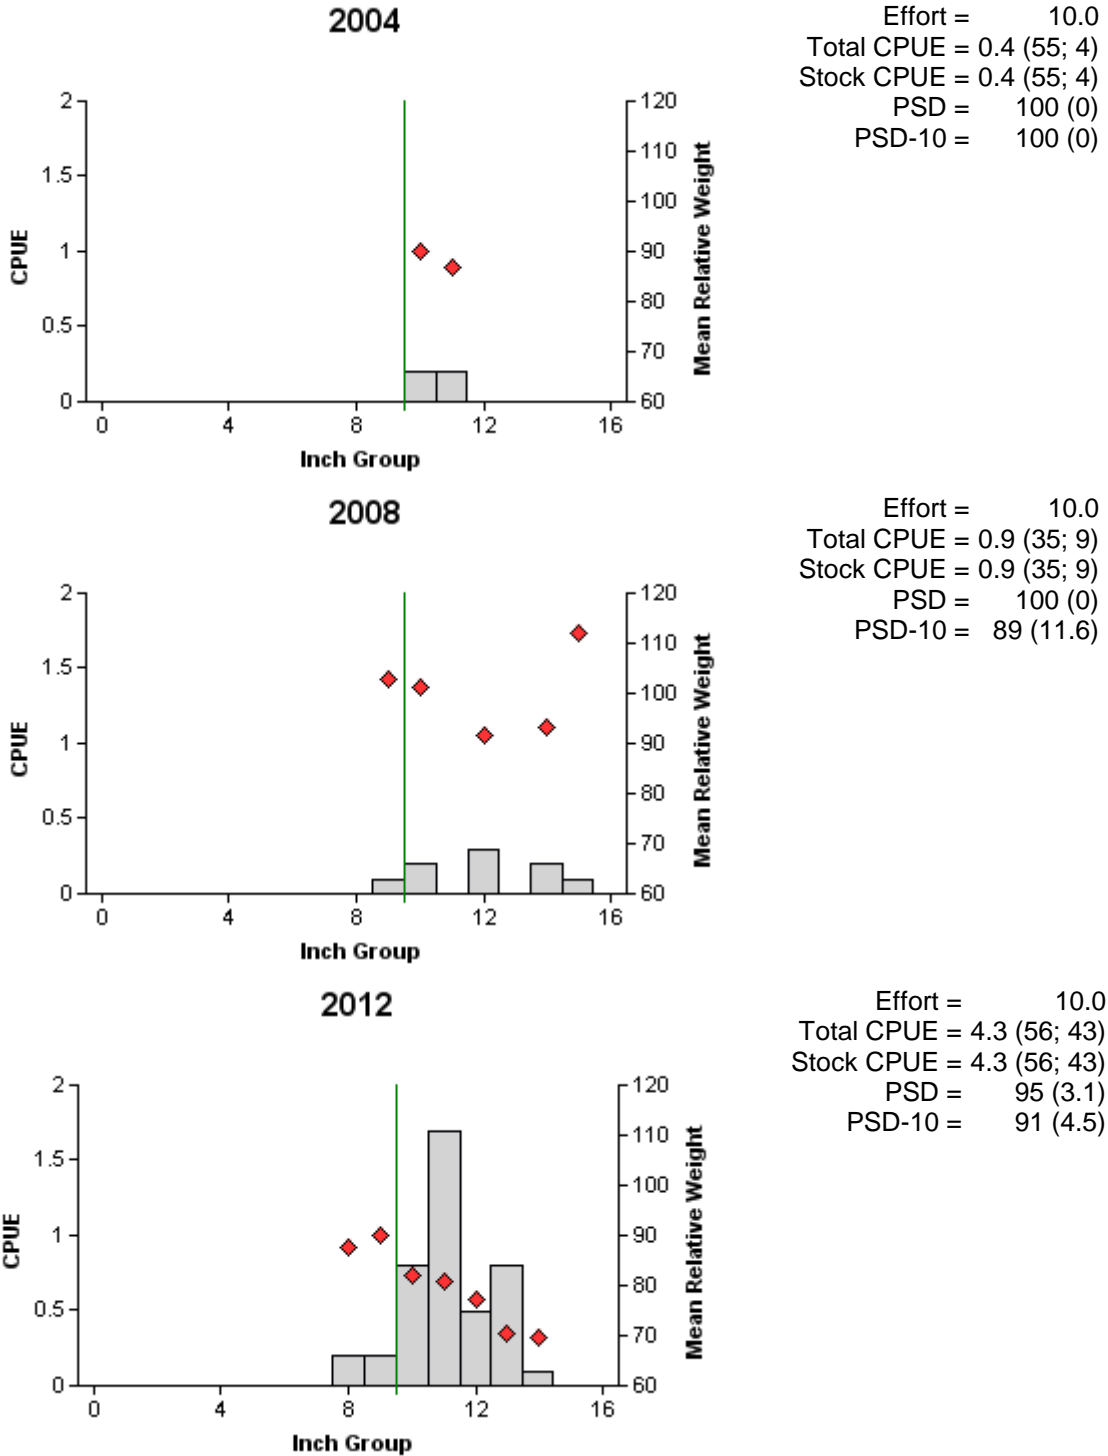 2004
Effort = 10.0
Total CPUE = 0.4 (55; 4)
Stock CPUE = 0.4 (55; 4)
PSD = 100 (0)
PSD-10 = 100 (0)
2
1.5
1
0.5
0
CPUE
120
110
100
90
80
70
60
Mean Relative Weight
0 4 8 12 16
Inch Group
2008
Effort = 10.0
Total CPUE = 0.9 (35; 9)
Stock CPUE = 0.9 (35; 9)
PSD = 100 (0)
PSD-10 = 89 (11.6)
2
1.5
1
0.5
0
CPUE
120
110
100
90
80
70
60
Mean Relative Weight
0 4 8 12 16
Inch Group
2012
Effort = 10.0
Total CPUE = 4.3 (56; 43)
Stock CPUE = 4.3 (56; 43)
PSD = 95 (3.1)
PSD-10 = 91 (4.5)
2
1.5
1
0.5
0
CPUE
120
110
100
90
80
70
60
Mean Relative Weight
0 4 8 12 16
Inch Group